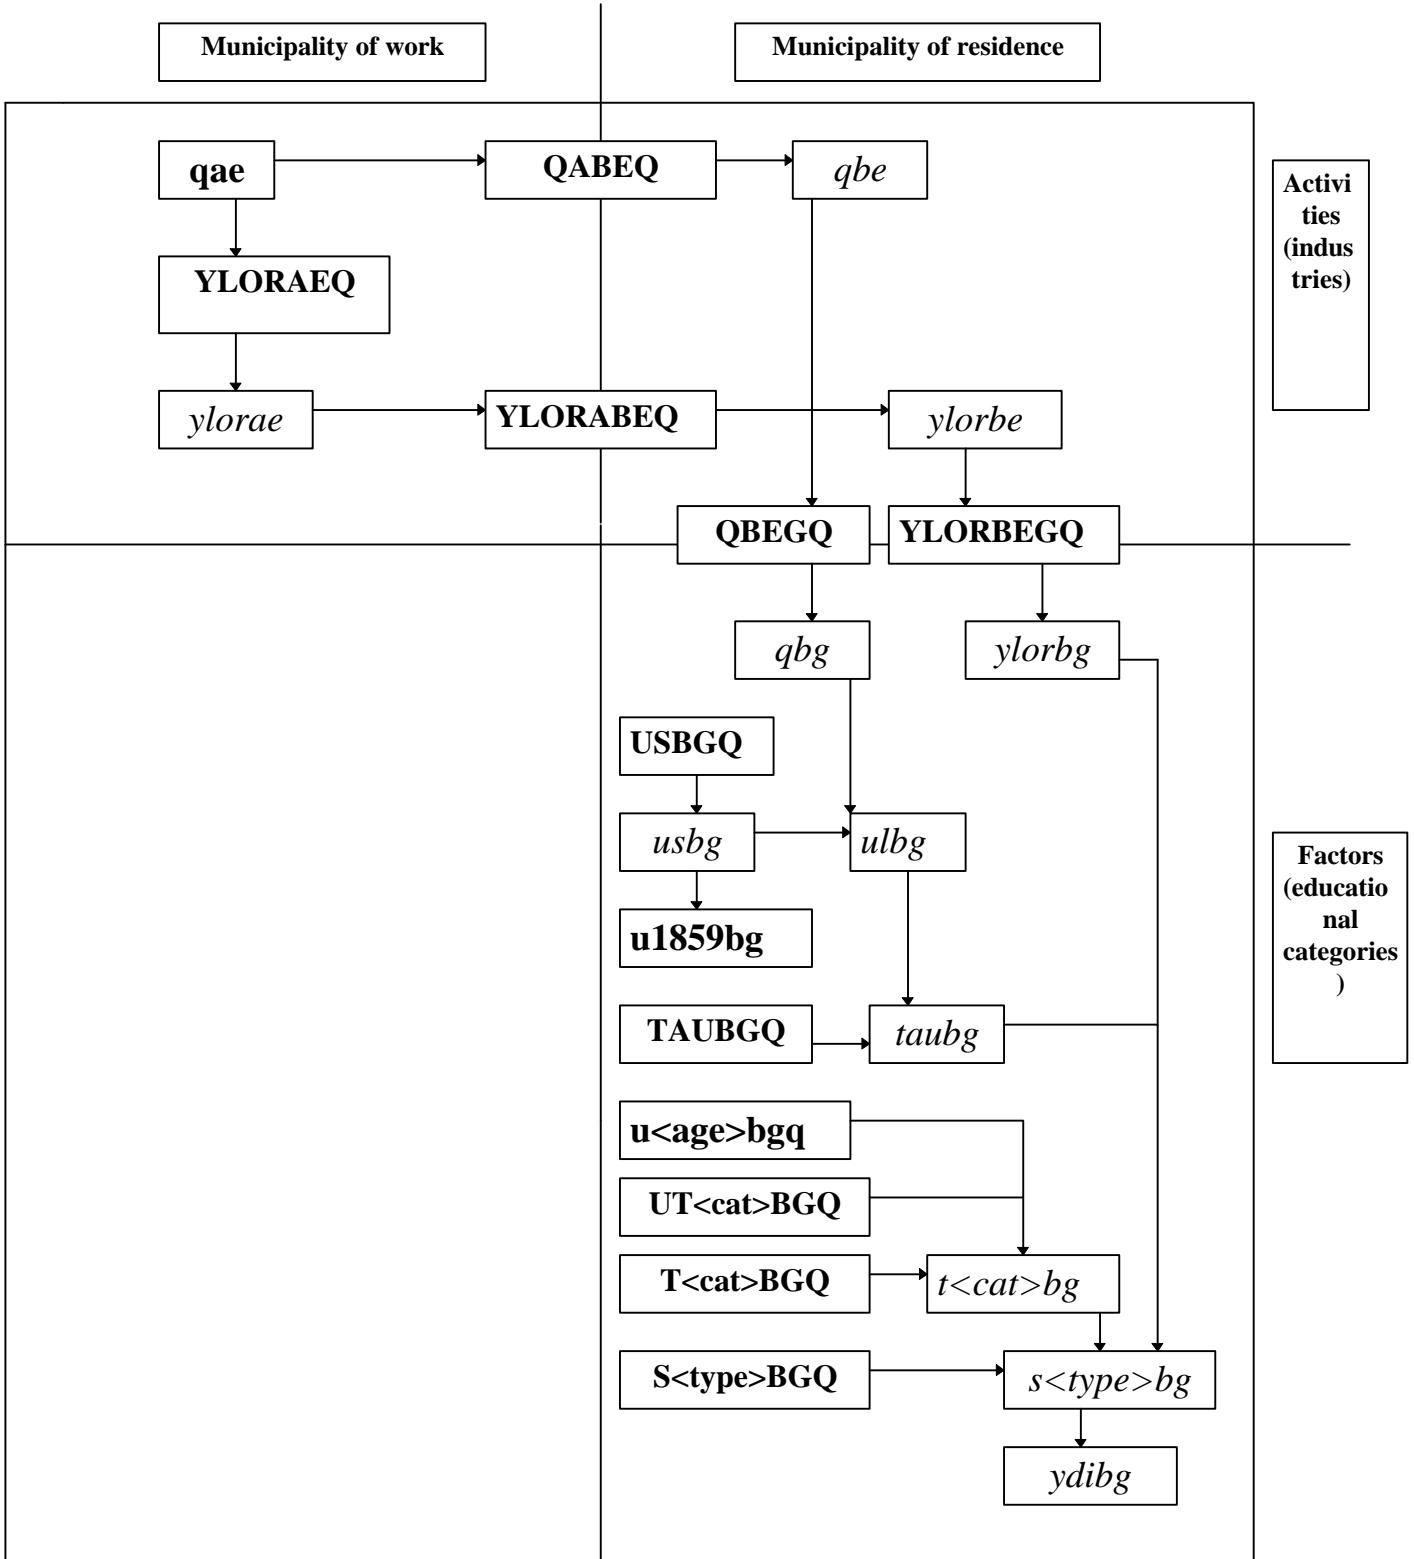 Municipality of work
Municipality of residence
qae
QABEQ
qbe
Activi
ties
(indus
tries)
YLORAEQ
ylorae
YLORABEQ
ylorbe
QBEGQ
YLORBEGQ
qbg
ylorbg
USBGQ
usbg
ulbg
Factors
(educatio
nal
categories
)
u1859bg
TAUBGQ
taubg
u<age>bgq
UT<cat>BGQ
T<cat>BGQ
t<cat>bg
S<type>BGQ
s<type>bg
ydibg